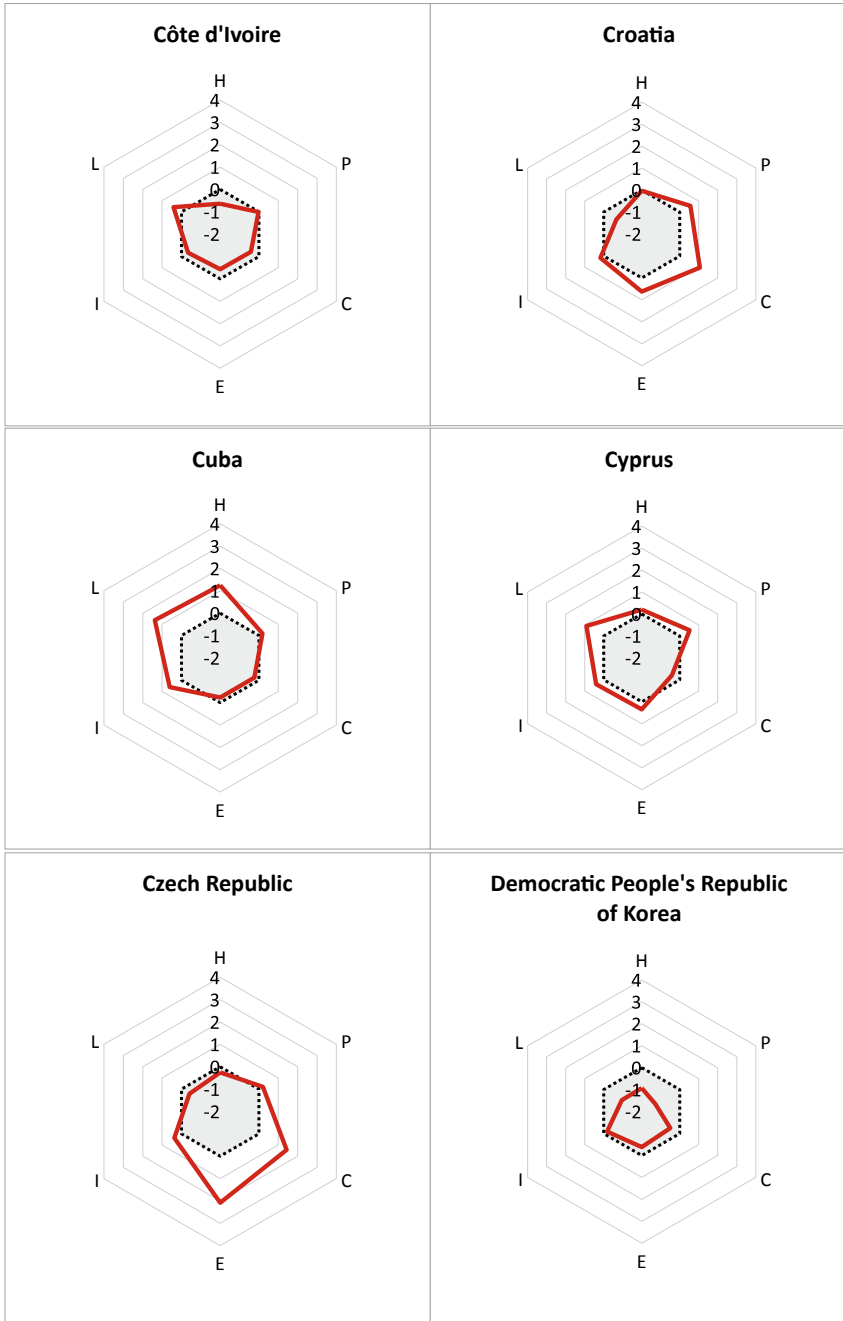 Côte d'Ivoire
H
4
3
2
1
0
-1
-2
L
P
I
C
E
Croatia
H
4
3
2
1
0
-1
-2
L
P
I
C
E
Cuba
H
4
3
2
1
0
-1
-2
L
P
I
C
E
Cyprus
H
4
3
2
1
0
-1
-2
L
P
I
C
E
Czech Republic
H
4
3
2
1
0
-1
-2
L
P
I
C
E
Democratic People's Republic
of Korea
H
4
3
2
1
0
-1
-2
L
P
I
C
E